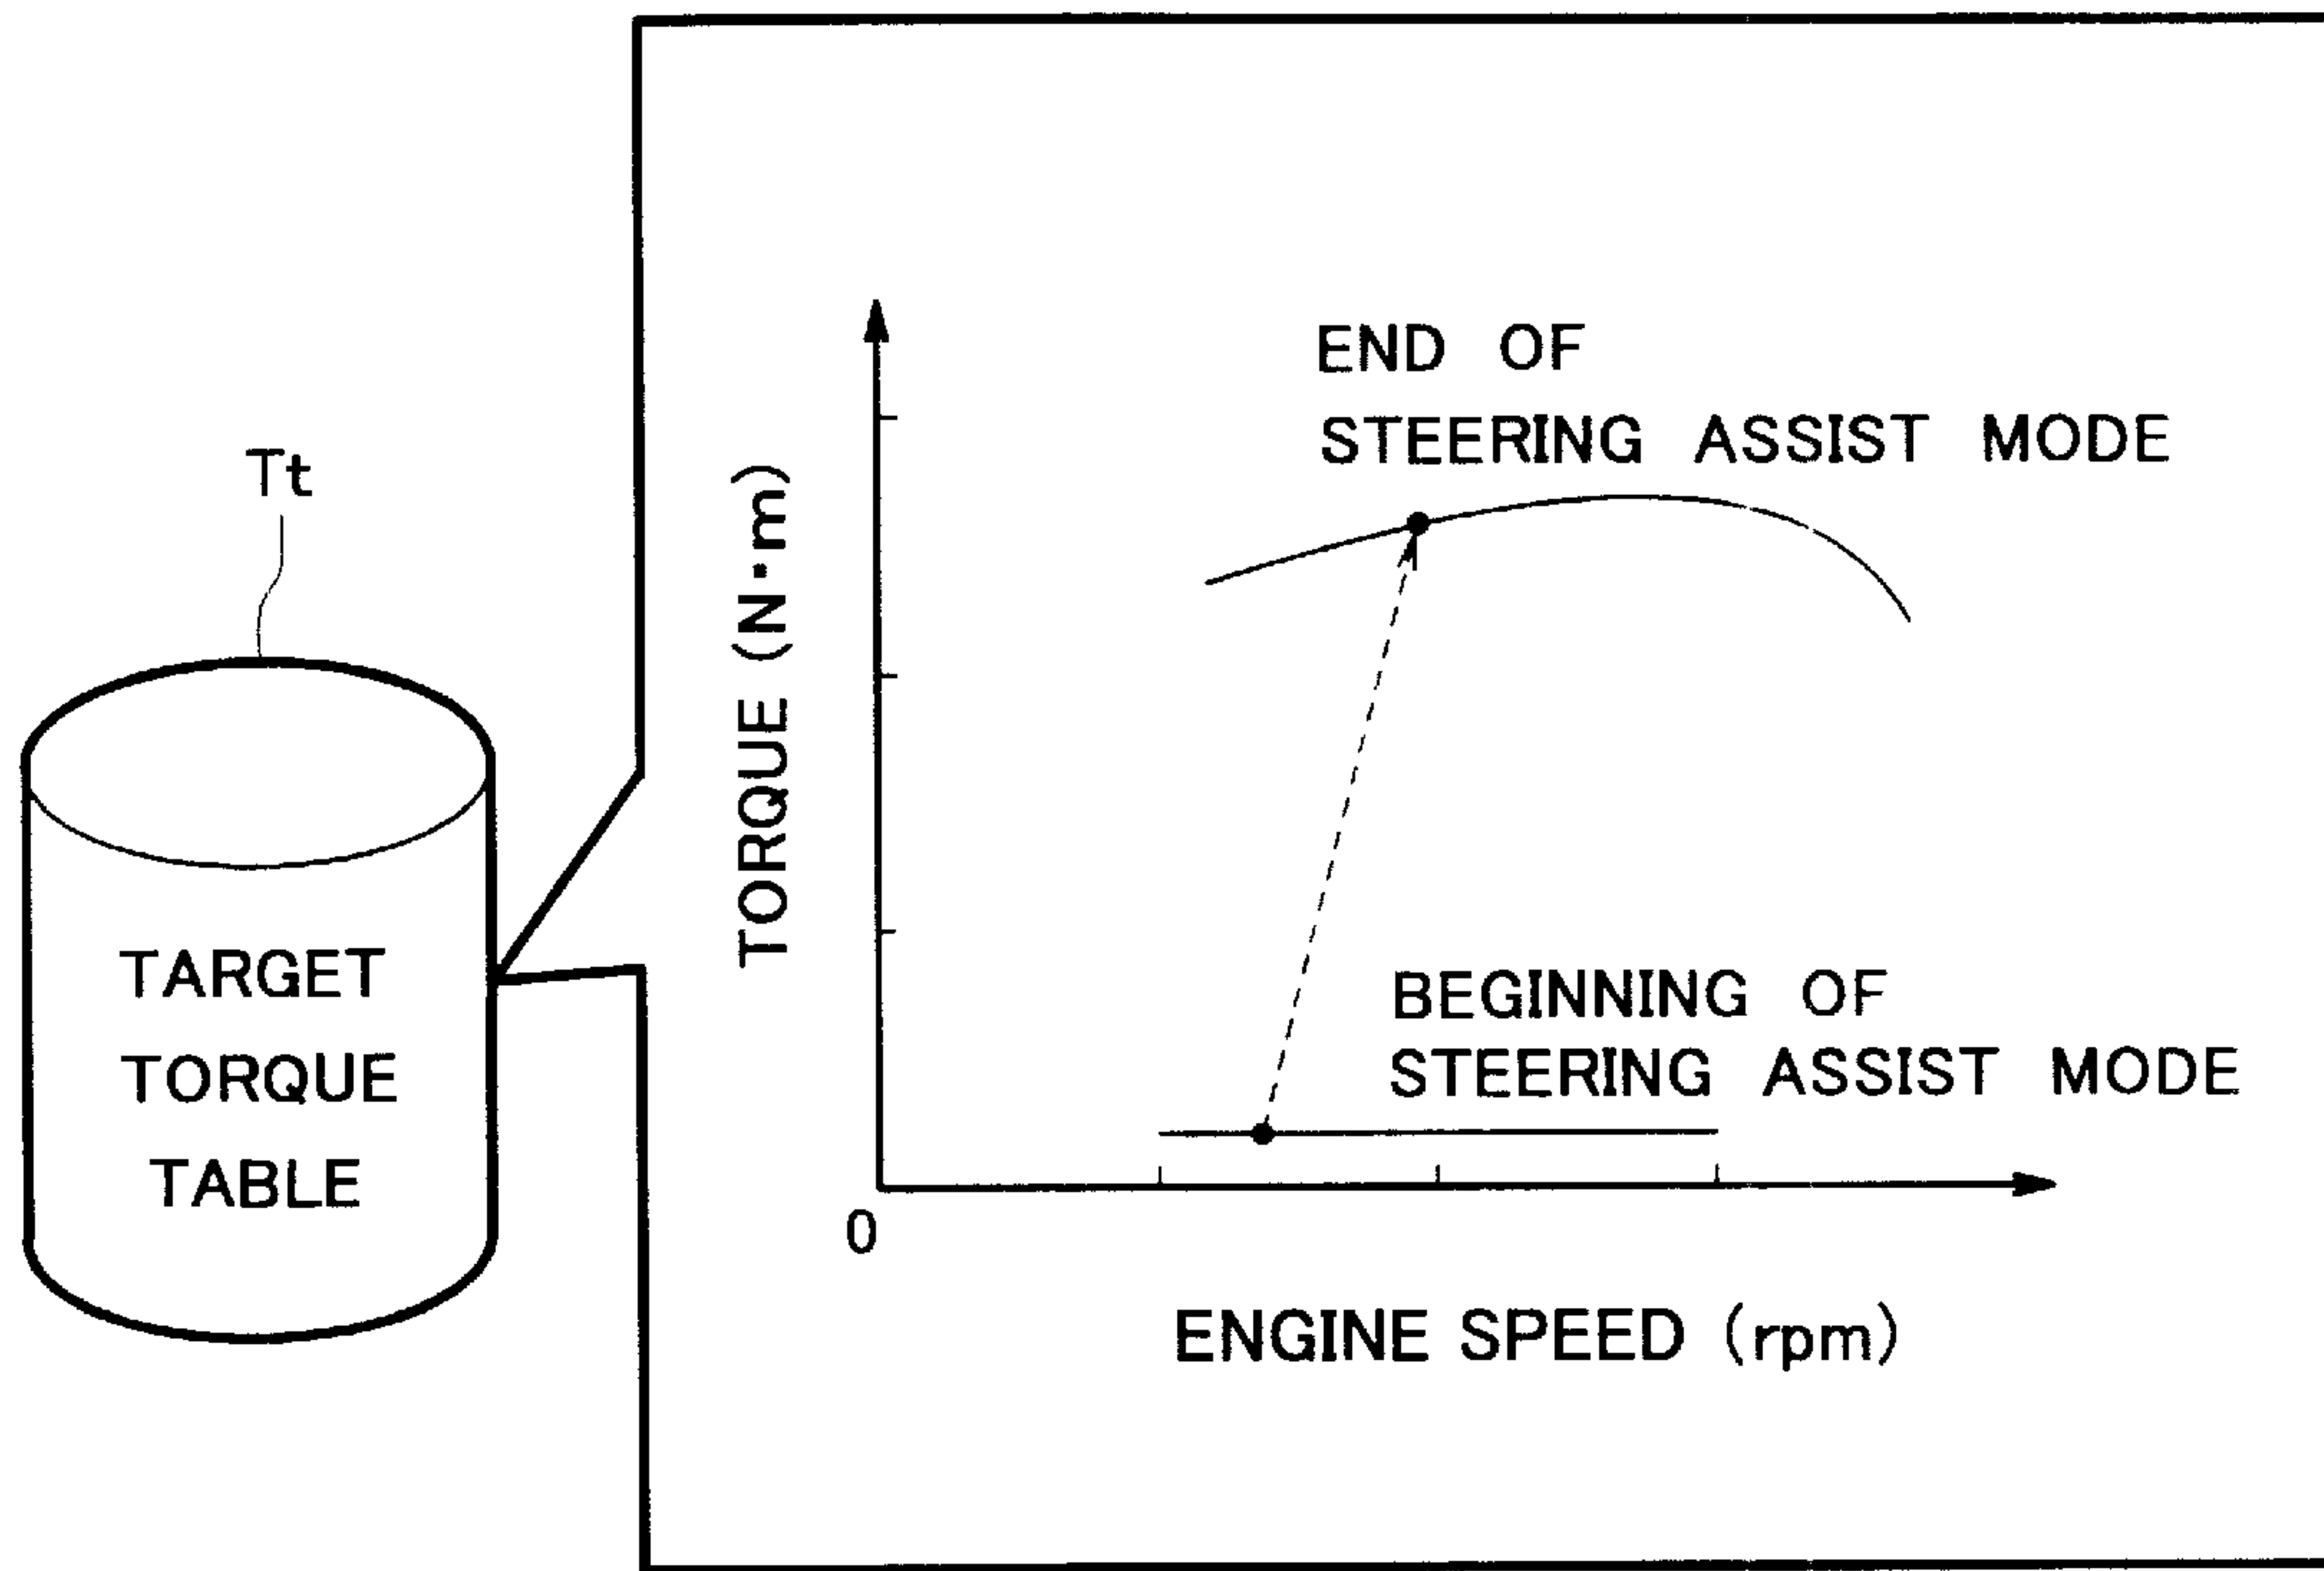 Tt
TARGET
TORQUE
TABLE
TORQUE (N·m)
END OF
STEERING ASSIST MODE
BEGINNING OF
STEERING ASSIST MODE
0
ENGINE SPEED (rpm)